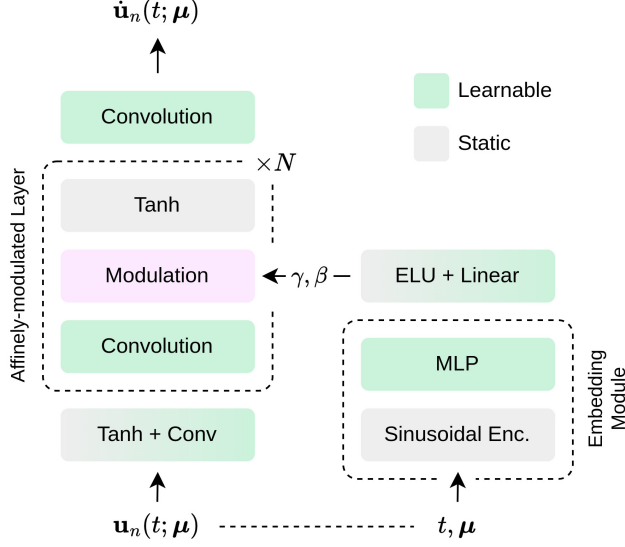 u̇ₙ(t; μ)
Convolution
Learnable
Static
×N
Affinely-modulated Layer
Tanh
Modulation
γ, β
ELU + Linear
Convolution
MLP
Embedding
Module
Tanh + Conv
Sinusoidal Enc.
uₙ(t; μ)
t, μ